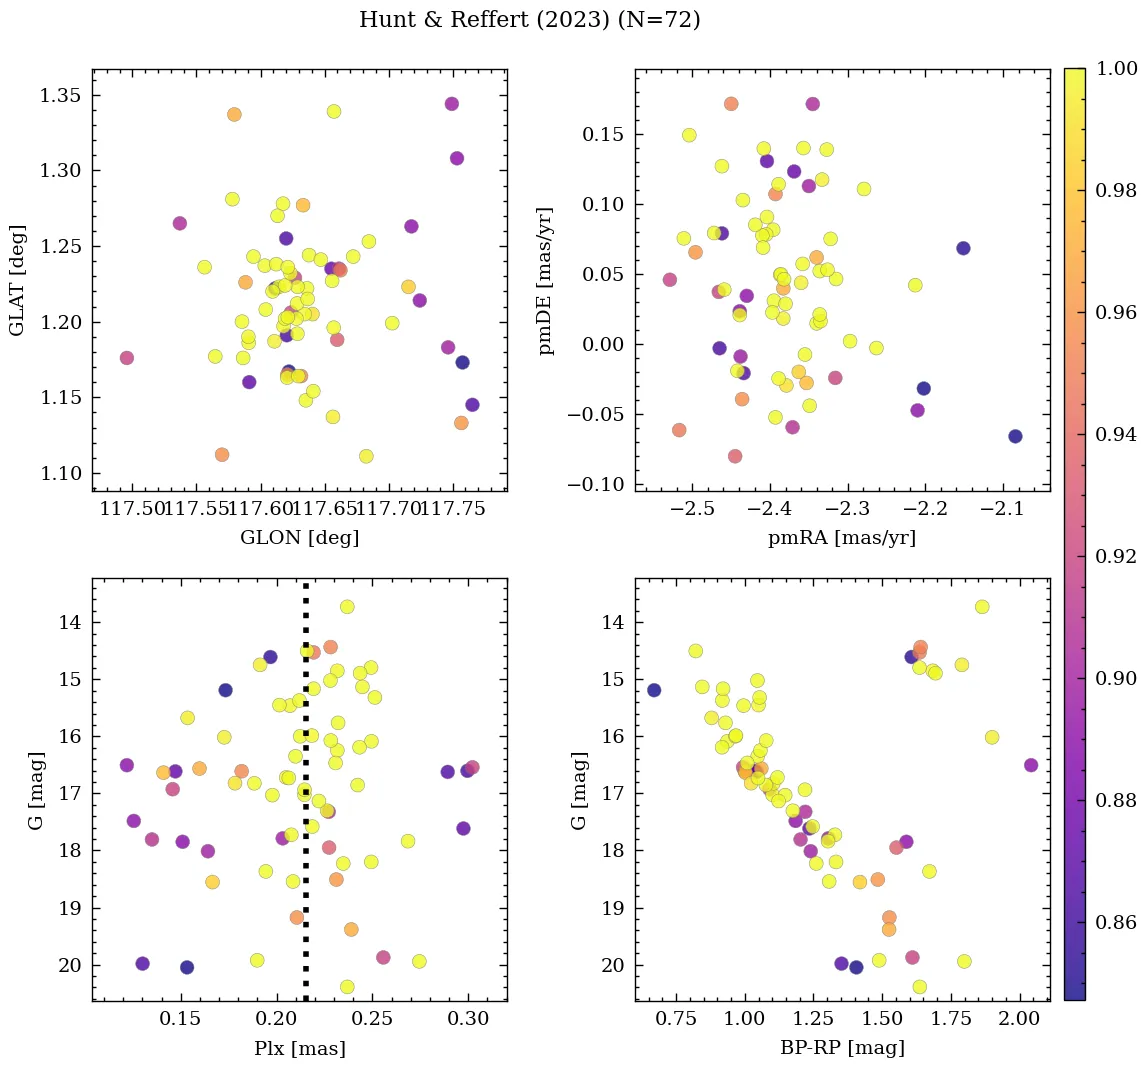 Hunt & Reffert (2023) (N=72)
1.35
1.30
1.25
1.20
1.15
1.10
GLAT [deg]
117.50 117.55 117.60 117.65 117.70 117.75
GLON [deg]
0.15
0.10
0.05
0.00
−0.05
−0.10
pmDE [mas/yr]
−2.5 −2.4 −2.3 −2.2 −2.1
pmRA [mas/yr]
1.00
0.98
0.96
0.94
0.92
0.90
0.88
0.86
14
15
16
17
18
19
20
G [mag]
0.15 0.20 0.25 0.30
Plx [mas]
14
15
16
17
18
19
20
G [mag]
0.75 1.00 1.25 1.50 1.75 2.00
BP-RP [mag]